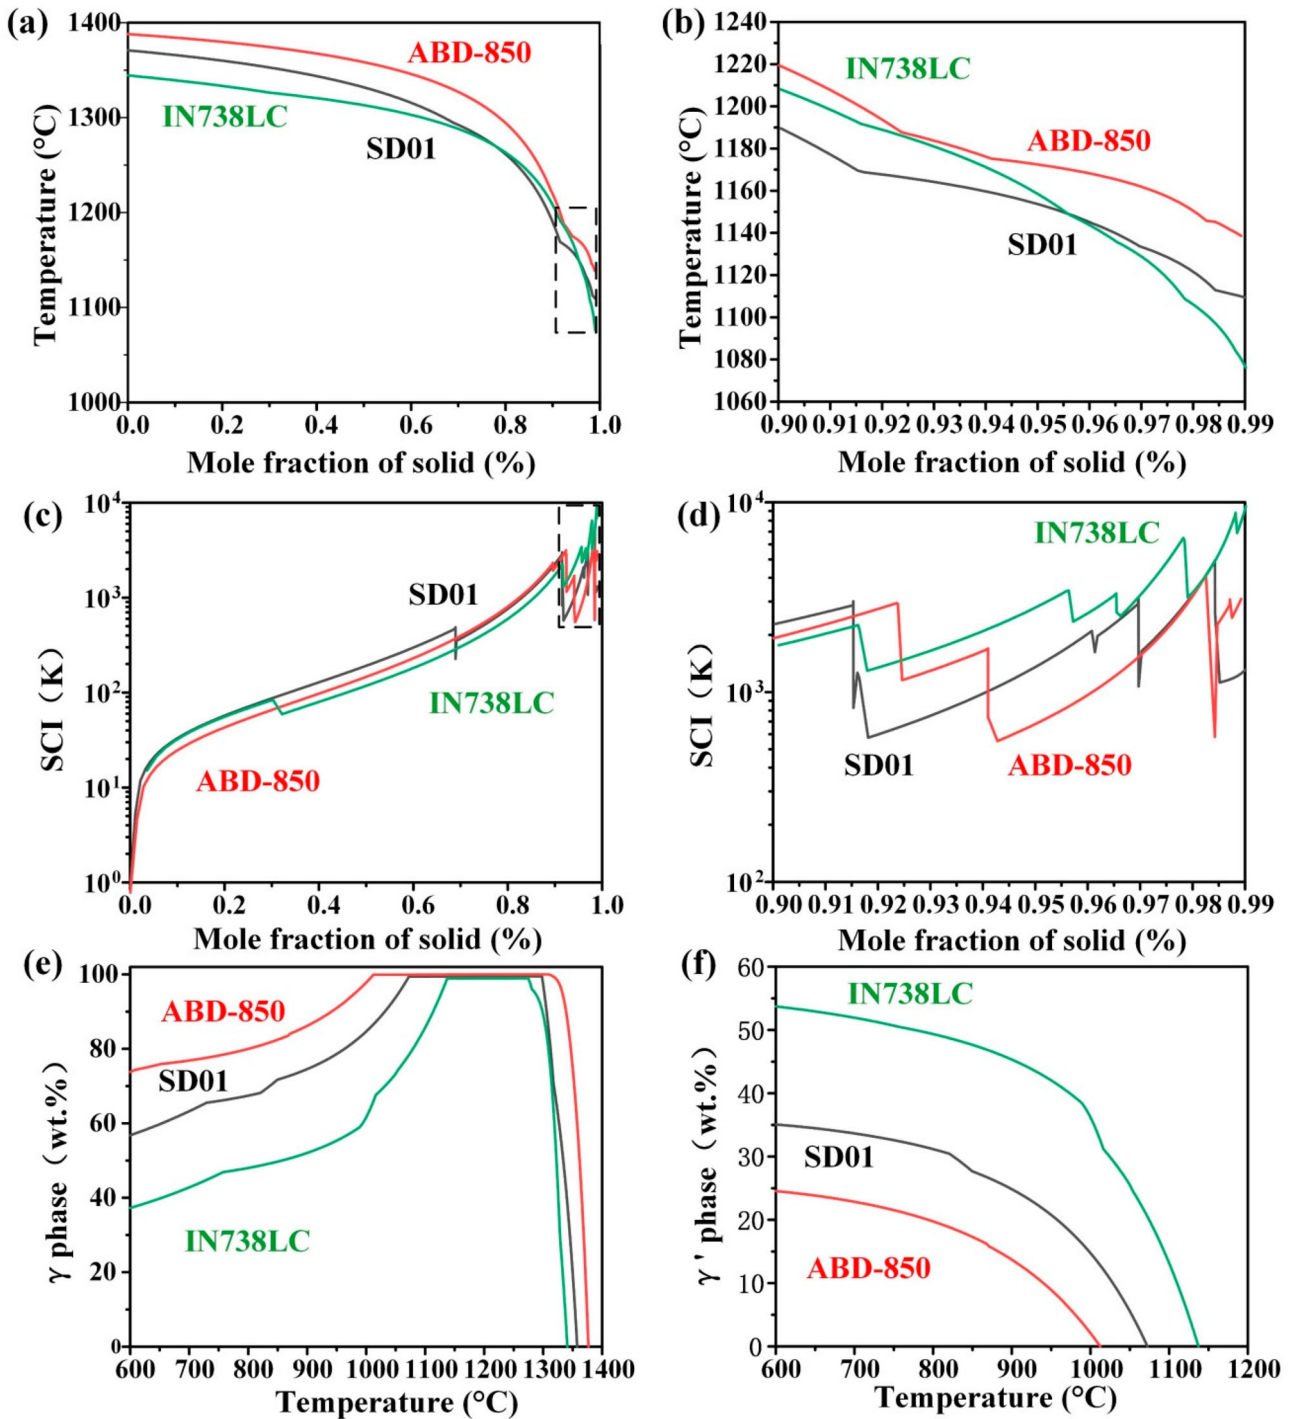 (a)
1400
1300
1200
1100
1000
Temperature (°C)
ABD-850
IN738LC
SD01
0.0 0.2 0.4 0.6 0.8 1.0
Mole fraction of solid (%)
(b)
1240
1220
1200
1180
1160
1140
1120
1100
1080
1060
Temperature (°C)
IN738LC
ABD-850
SD01
0.90 0.91 0.92 0.93 0.94 0.95 0.96 0.97 0.98 0.99
Mole fraction of solid (%)
(c)
10⁴
10³
10²
10¹
10⁰
SCI（K）
SD01
IN738LC
ABD-850
0.0 0.2 0.4 0.6 0.8 1.0
Mole fraction of solid (%)
(d)
10⁴
10³
10²
SCI（K）
IN738LC
SD01
ABD-850
0.90 0.91 0.92 0.93 0.94 0.95 0.96 0.97 0.98 0.99
Mole fraction of solid (%)
(e)
100
80
60
40
20
0
γ phase（wt.%）
ABD-850
SD01
IN738LC
600 700 800 900 1000 1100 1200 1300 1400
Temperature (°C)
(f)
60
50
40
30
20
10
0
γ ' phase（wt.%）
IN738LC
SD01
ABD-850
600 700 800 900 1000 1100 1200
Temperature (°C)